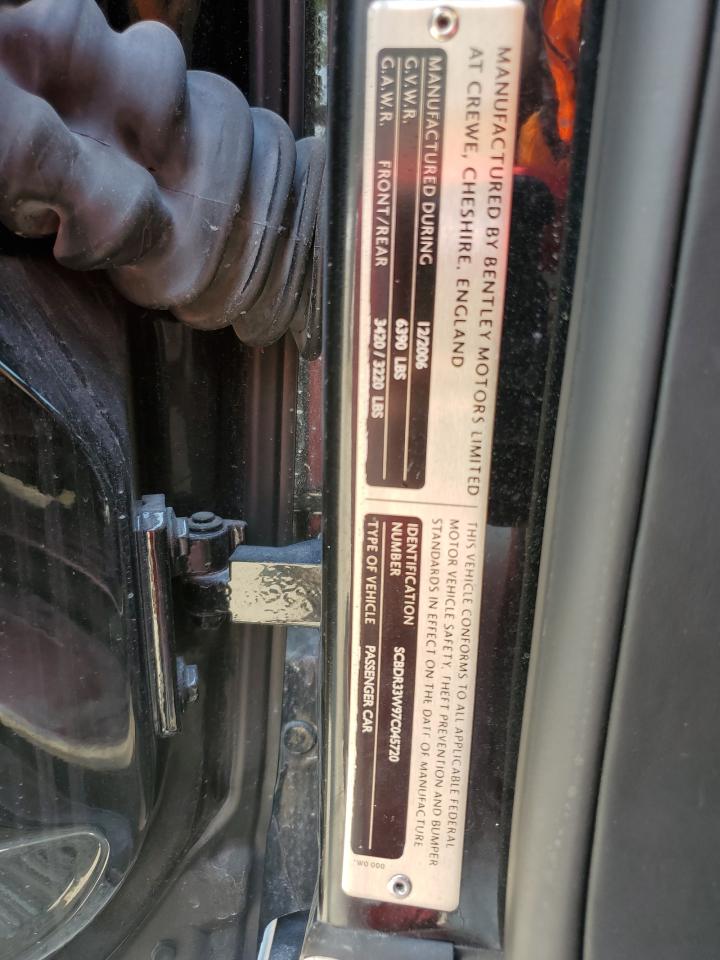 MANUFACTURED BY BENTLEY MOTORS LIMITED
AT CREWE, CHESHIRE, ENGLAND
MANUFACTURED DURING 12/2006
G.V.W.R. 6390 LBS
G.A.W.R. FRONT/REAR 3420 / 3220 LBS
THIS VEHICLE CONFORMS TO ALL APPLICABLE FEDERAL
MOTOR VEHICLE SAFETY, THEFT PREVENTION AND BUMPER
STANDARDS IN EFFECT ON THE DATE OF MANUFACTURE
IDENTIFICATION
NUMBER SCBDR33W97C045720
TYPE OF VEHICLE PASSENGER CAR